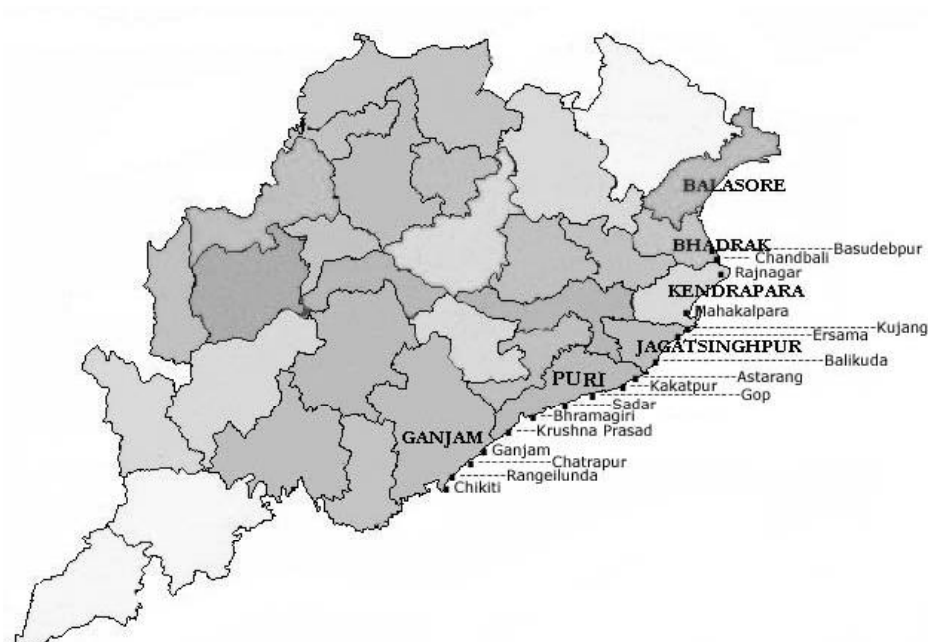 BALASORE
BHADRAK
Basudebpur
Chandbali
Rajnagar
KENDRAPARA
Mahakalpara
Kujang
Ersama
JAGATSINGHPUR
Balikuda
PURI
Astarang
Kakatpur
Gop
Sadar
Bhramagiri
Krushna Prasad
GANJAM
Ganjam
Chatrapur
Rangeilunda
Chikiti